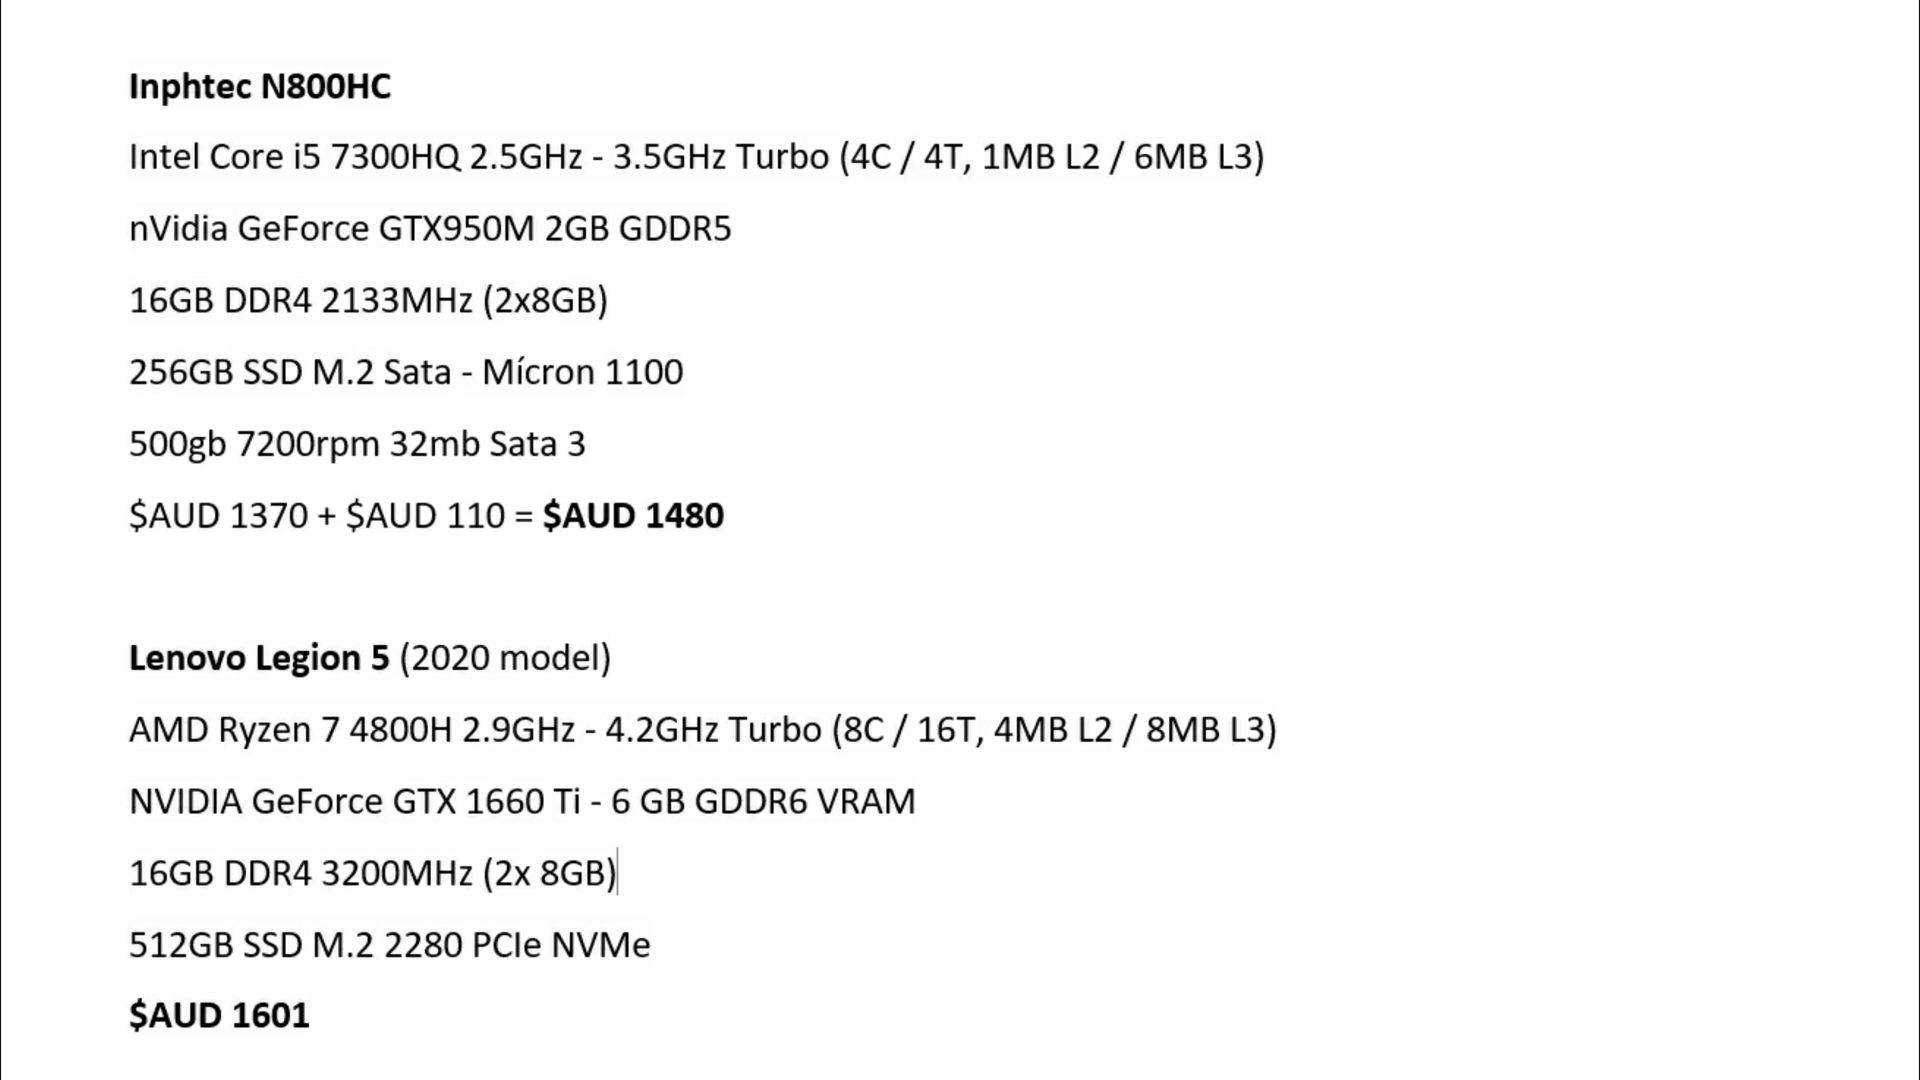 Inphtec N800HC
Intel Core i5 7300HQ 2.5GHz - 3.5GHz Turbo (4C / 4T, 1MB L2 / 6MB L3)
nVidia GeForce GTX950M 2GB GDDR5
16GB DDR4 2133MHz (2x8GB)
256GB SSD M.2 Sata - Mícron 1100
500gb 7200rpm 32mb Sata 3
$AUD 1370 + $AUD 110 = $AUD 1480
Lenovo Legion 5 (2020 model)
AMD Ryzen 7 4800H 2.9GHz - 4.2GHz Turbo (8C / 16T, 4MB L2 / 8MB L3)
NVIDIA GeForce GTX 1660 Ti - 6 GB GDDR6 VRAM
16GB DDR4 3200MHz (2x 8GB)
512GB SSD M.2 2280 PCIe NVMe
$AUD 1601